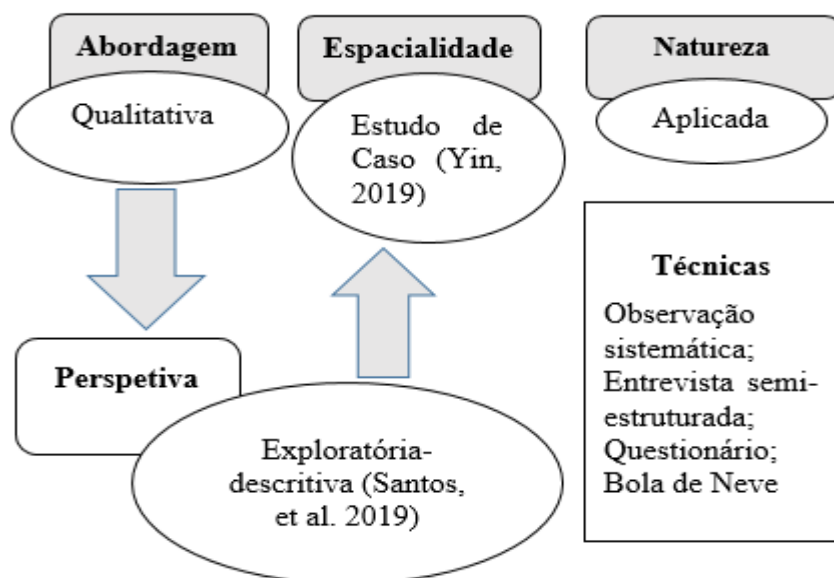 Abordagem
Qualitativa
Espacialidade
Estudo de
Caso (Yin,
2019)
Natureza
Aplicada
Perspetiva
Exploratória-
descritiva (Santos,
et al. 2019)
Técnicas
Observação
sistemática;
Entrevista semi-
estruturada;
Questionário;
Bola de Neve